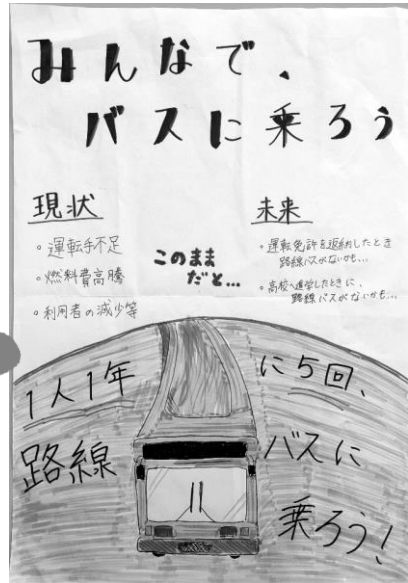 みんなで、
バスに乗ろう
現状
・運転手不足
・燃料費高騰
・利用者の減少等
このまま
だと…
未来
・運転免許を返納したとき
路線バスがないかも…
・高校へ進学したときに、
路線バスがないかも…
1人1年
に5回、
路線
バスに
乗ろう!